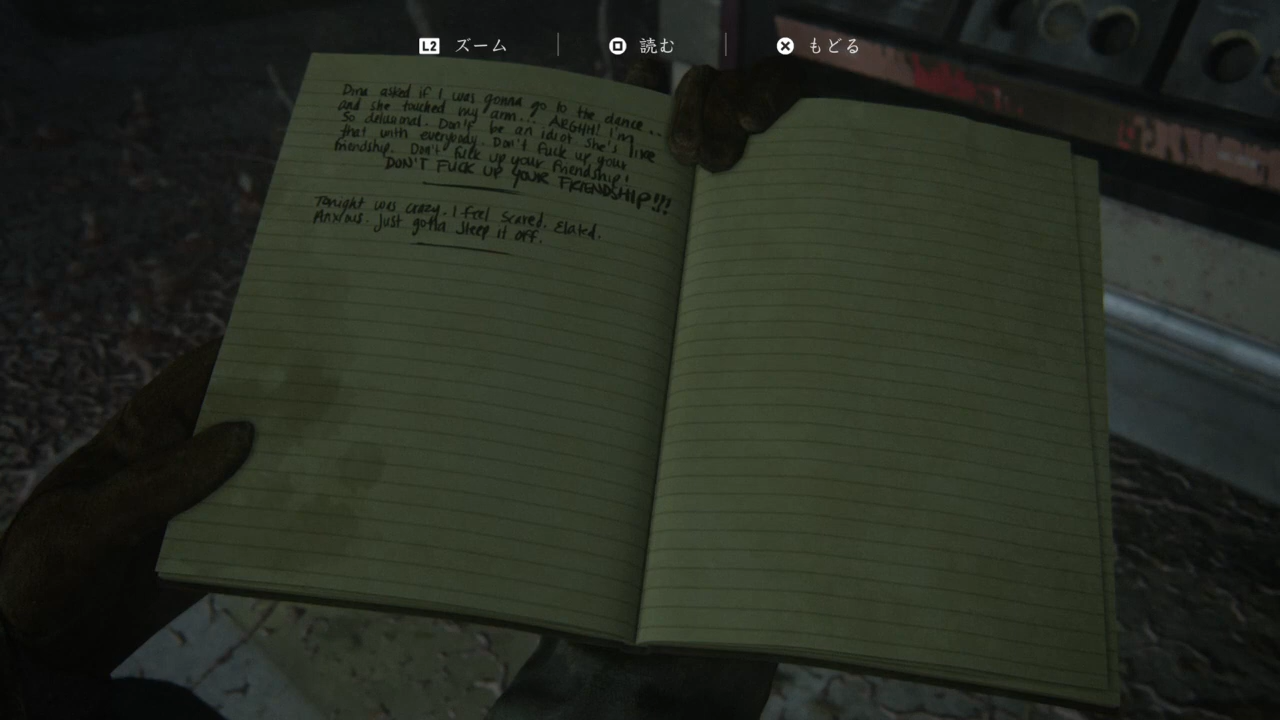 L2 ズーム
読む
もどる
Dina asked if I was gonna go to the dance...
and she touched my arm... ARGHH! I'm
so delusional. Don't be an idiot. She's like
that with everybody. Don't fuck up your
friendship. Don't fuck up your friendship!
DON'T FUCK UP YOUR FRIENDSHIP!!!
Tonight was crazy. I feel scared. Elated.
Anxious. Just gotta sleep it off.